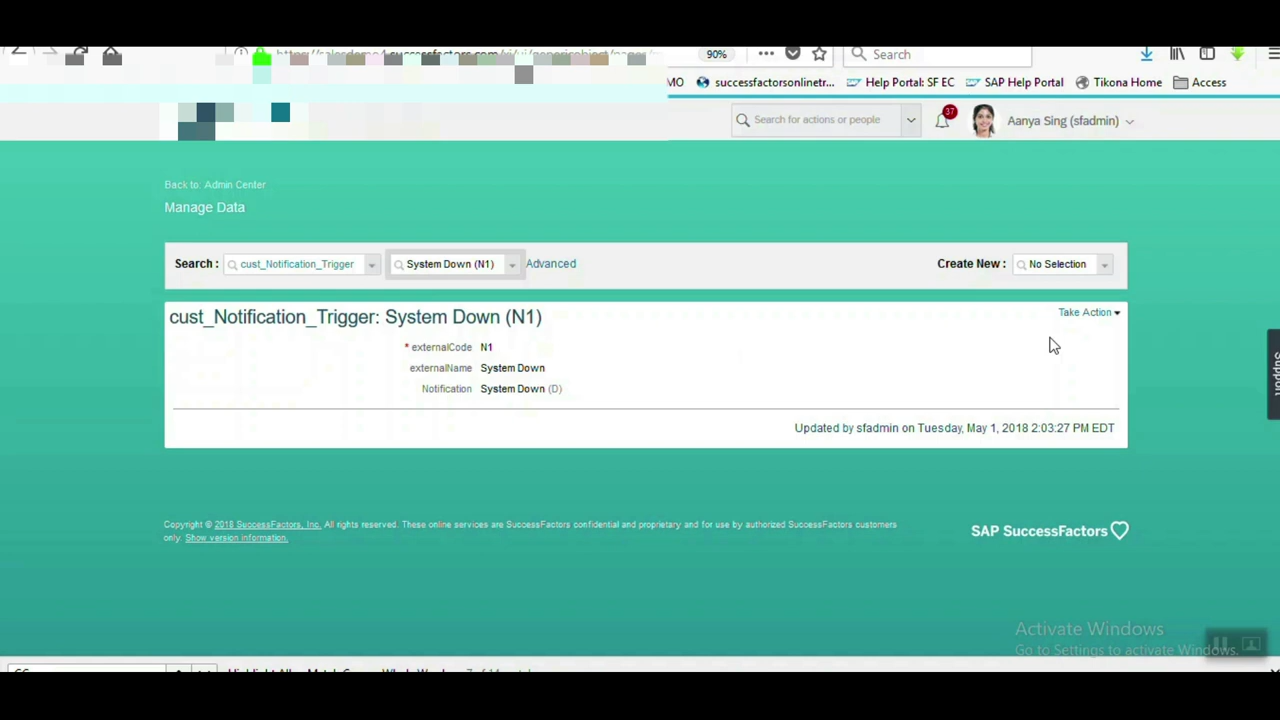 90%
Search
MO successfactorsonlinetr... Help Portal: SF EC SAP Help Portal Tikona Home Access
Search for actions or people 37 Aanya Sing (sfadmin)
Back to: Admin Center
Manage Data
Search : cust_Notification_Trigger System Down (N1) Advanced Create New : No Selection
cust_Notification_Trigger: System Down (N1) Take Action
* externalCode N1
externalName System Down
Notification System Down (D)
Updated by sfadmin on Tuesday, May 1, 2018 2:03:27 PM EDT
Support
Copyright © 2018 SuccessFactors, Inc. All rights reserved. These online services are SuccessFactors confidential and proprietary and for use by authorized SuccessFactors customers
only. Show version information.
SAP SuccessFactors
Activate Windows
Go to Settings to activate Windows.